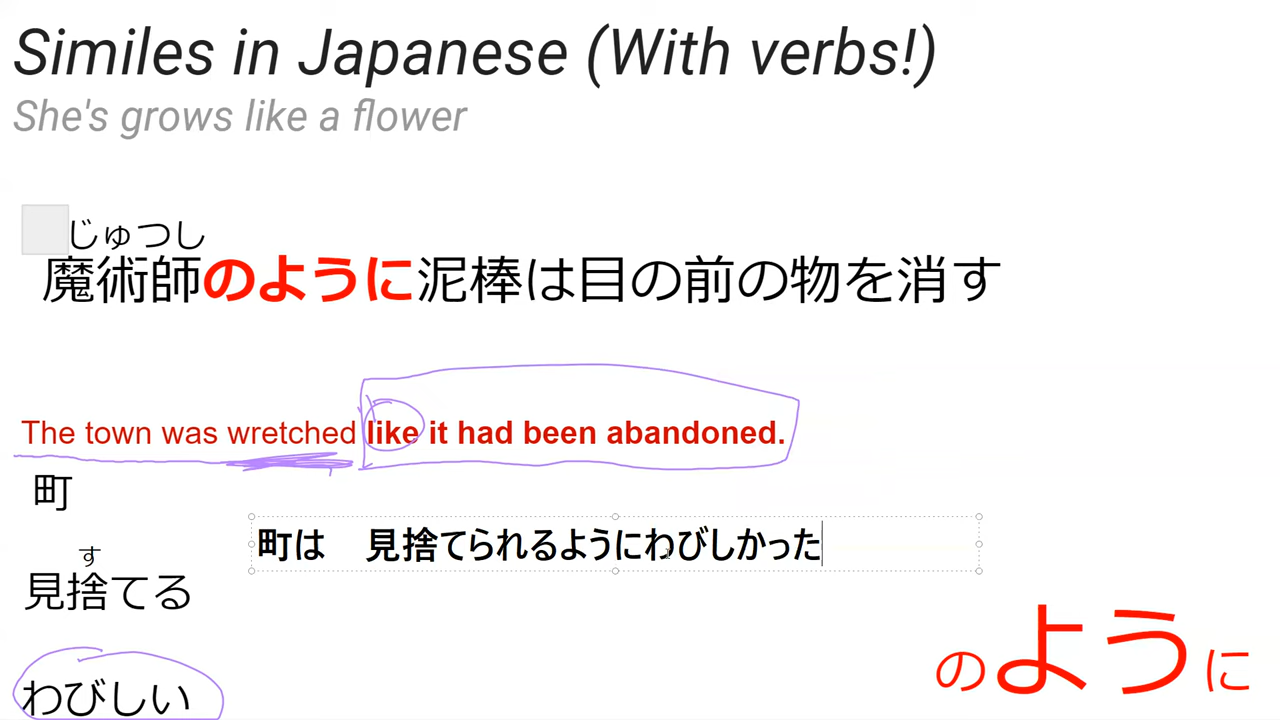 Similes in Japanese (With verbs!)
She's grows like a flower
じゅつし
魔術師のように泥棒は目の前の物を消す
The town was wretched like it had been abandoned.
町
町は　見捨てられるようにわびしかった
す
見捨てる
のように
わびしい